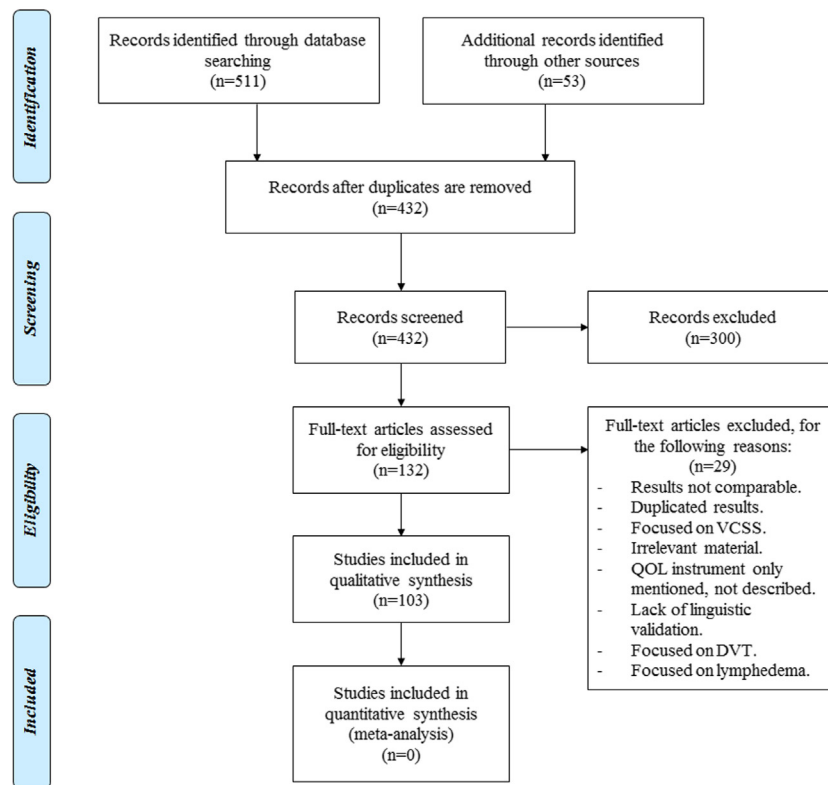 Identification
Records identified through database
searching
(n=511)
Additional records identified
through other sources
(n=53)
Records after duplicates are removed
(n=432)
Screening
Records screened
(n=432)
Records excluded
(n=300)
Eligibility
Full-text articles assessed
for eligibility
(n=132)
Full-text articles excluded, for
the following reasons:
(n=29)
- Results not comparable.
- Duplicated results.
- Focused on VCSS.
- Irrelevant material.
- QOL instrument only
mentioned, not described.
- Lack of linguistic
validation.
- Focused on DVT.
- Focused on lymphedema.
Studies included in
qualitative synthesis
(n=103)
Included
Studies included in
quantitative synthesis
(meta-analysis)
(n=0)